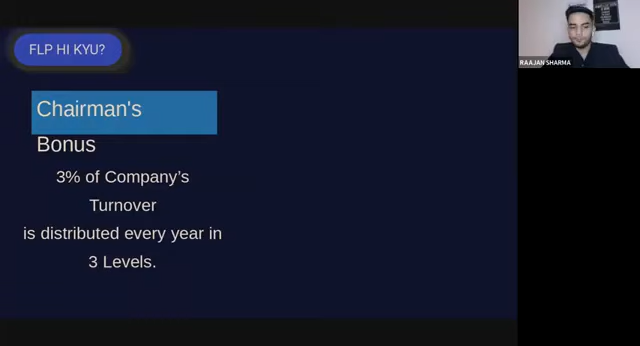 FLP HI KYU?
RAAJAN SHARMA
Chairman's
Bonus
3% of Company's
Turnover
is distributed every year in
3 Levels.